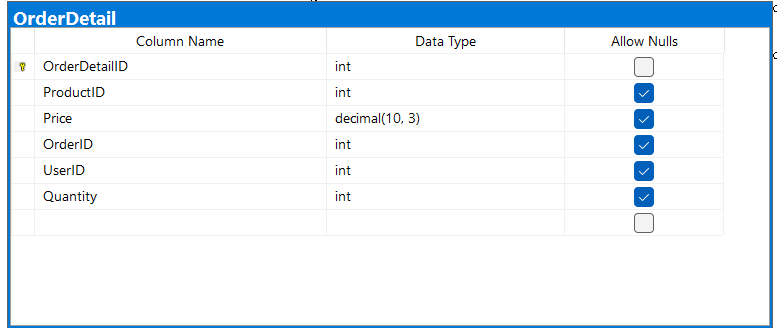 OrderDetail
Column Name Data Type Allow Nulls
OrderDetailID int
ProductID int
Price decimal(10, 3)
OrderID int
UserID int
Quantity int